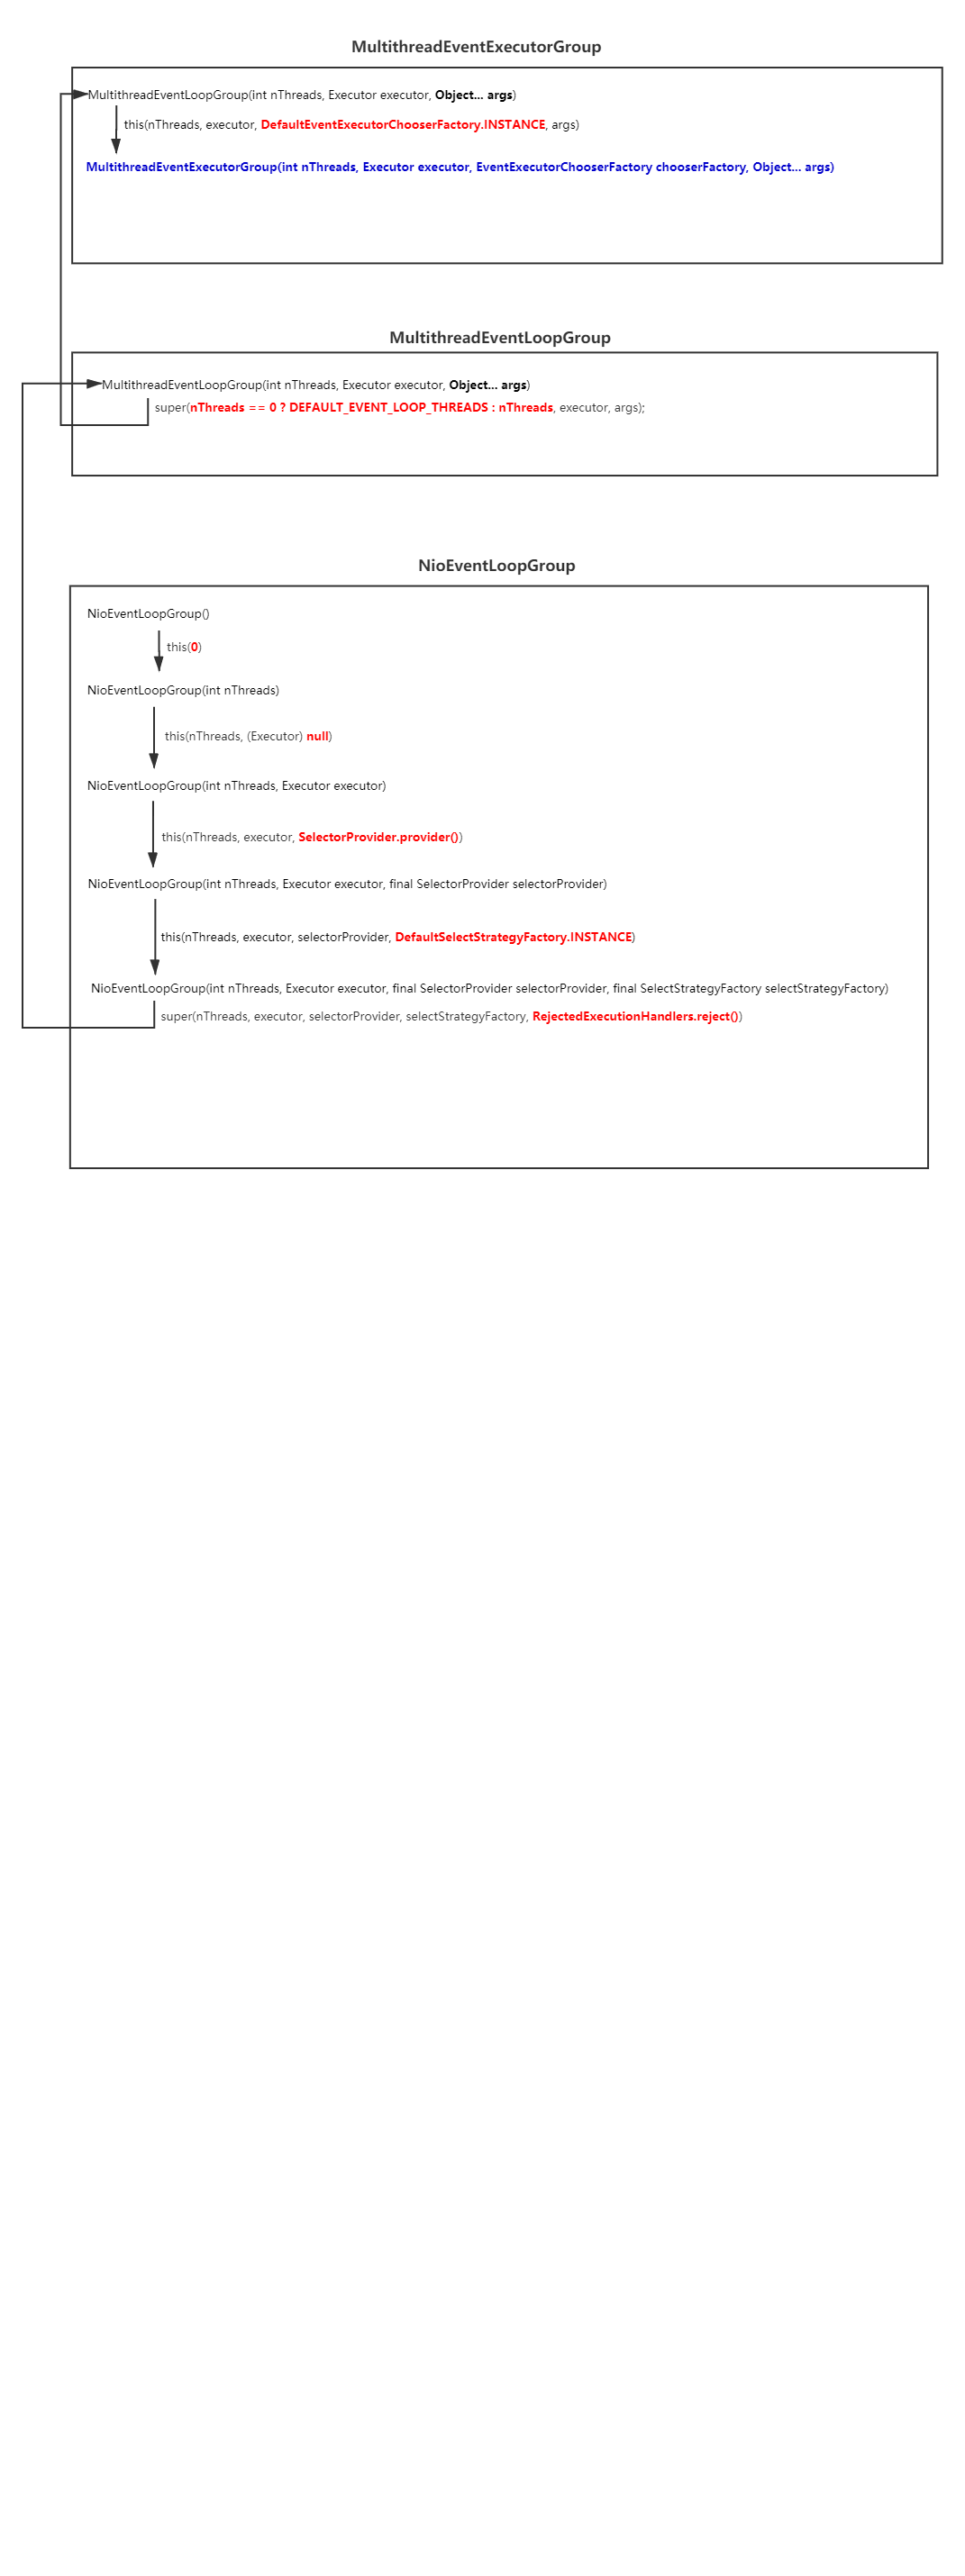 MultithreadEventExecutorGroup
MultithreadEventLoopGroup(int nThreads, Executor executor, Object... args)
this(nThreads, executor, DefaultEventExecutorChooserFactory.INSTANCE, args)
MultithreadEventExecutorGroup(int nThreads, Executor executor, EventExecutorChooserFactory chooserFactory, Object... args)
MultithreadEventLoopGroup
MultithreadEventLoopGroup(int nThreads, Executor executor, Object... args)
super(nThreads == 0 ? DEFAULT_EVENT_LOOP_THREADS : nThreads, executor, args);
NioEventLoopGroup
NioEventLoopGroup()
this(0)
NioEventLoopGroup(int nThreads)
this(nThreads, (Executor) null)
NioEventLoopGroup(int nThreads, Executor executor)
this(nThreads, executor, SelectorProvider.provider())
NioEventLoopGroup(int nThreads, Executor executor, final SelectorProvider selectorProvider)
this(nThreads, executor, selectorProvider, DefaultSelectStrategyFactory.INSTANCE)
NioEventLoopGroup(int nThreads, Executor executor, final SelectorProvider selectorProvider, final SelectStrategyFactory selectStrategyFactory)
super(nThreads, executor, selectorProvider, selectStrategyFactory, RejectedExecutionHandlers.reject())